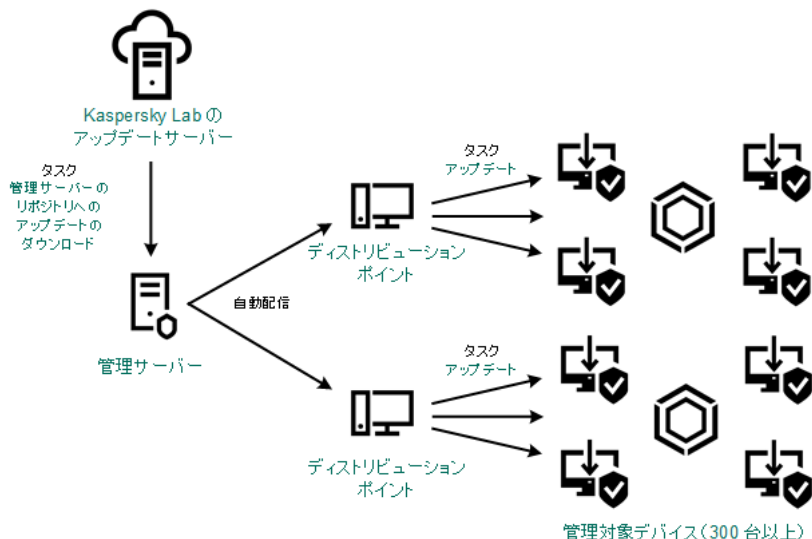 Kaspersky Lab の
アップデートサーバー
タスク
管理サーバーの
リポジトリへの
アップデートの
ダウンロード
管理サーバー
自動配信
タスク
アップデート
ディストリビューション
ポイント
タスク
アップデート
ディストリビューション
ポイント
管理対象デバイス（300 台以上）